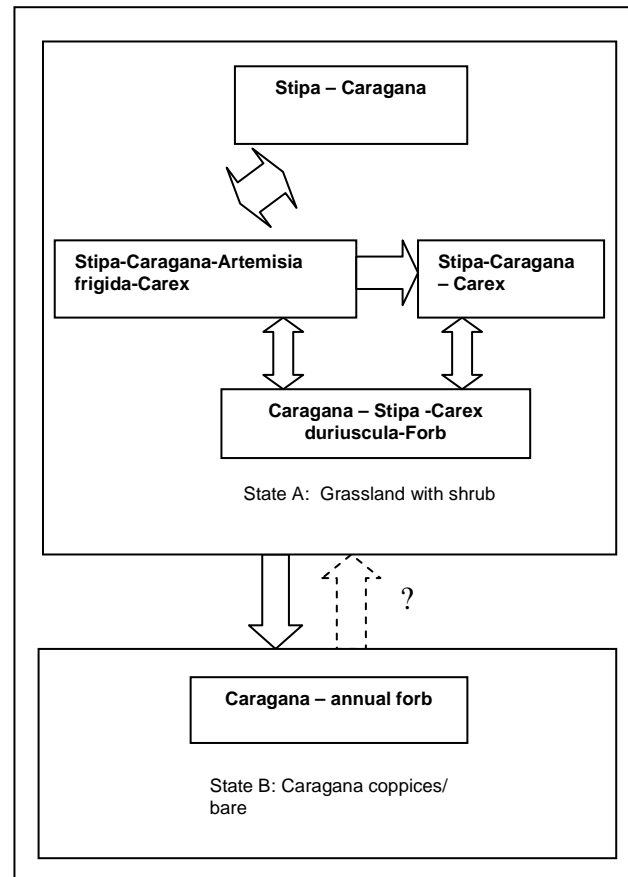 Stipa – Caragana
Stipa-Caragana-Artemisia
frigida-Carex
Stipa-Caragana
– Carex
Caragana – Stipa -Carex
duriuscula-Forb
State A:  Grassland with shrub
?
Caragana – annual forb
State B: Caragana coppices/
bare